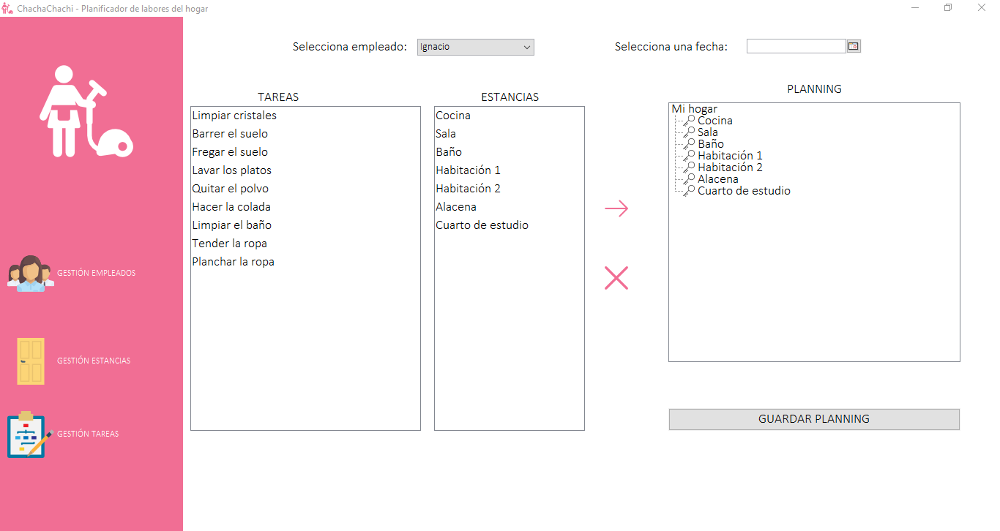 ChachaChachi - Planificador de labores del hogar
Selecciona empleado:
Ignacio
Selecciona una fecha:
TAREAS
Limpiar cristales
Barrer el suelo
Fregar el suelo
Lavar los platos
Quitar el polvo
Hacer la colada
Limpiar el baño
Tender la ropa
Planchar la ropa
ESTANCIAS
Cocina
Sala
Baño
Habitación 1
Habitación 2
Alacena
Cuarto de estudio
PLANNING
Mi hogar
Cocina
Sala
Baño
Habitación 1
Habitación 2
Alacena
Cuarto de estudio
GUARDAR PLANNING
GESTIÓN EMPLEADOS
GESTIÓN ESTANCIAS
GESTIÓN TAREAS